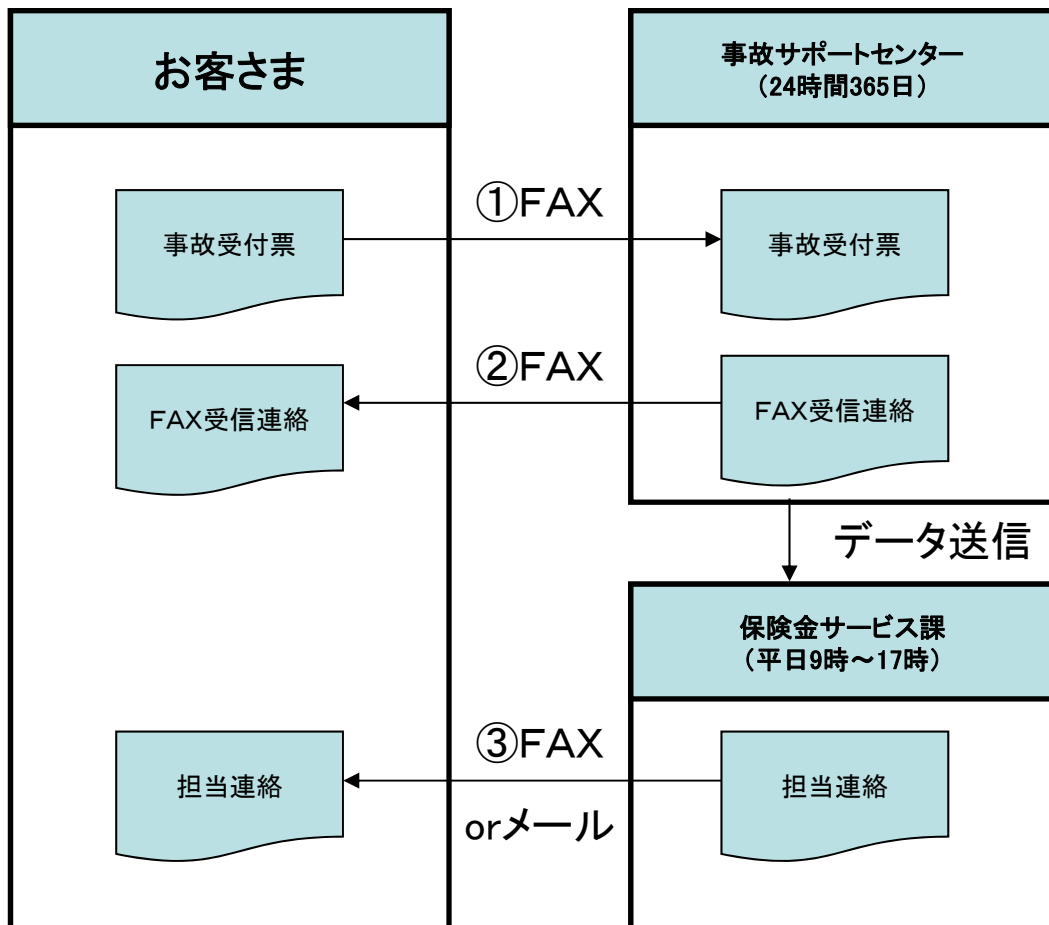 お客さま
事故サポートセンター
（24時間365日）
①FAX
事故受付票
事故受付票
②FAX
FAX受信連絡
FAX受信連絡
データ送信
保険金サービス課
（平日9時～17時）
③FAX
担当連絡
担当連絡
orメール